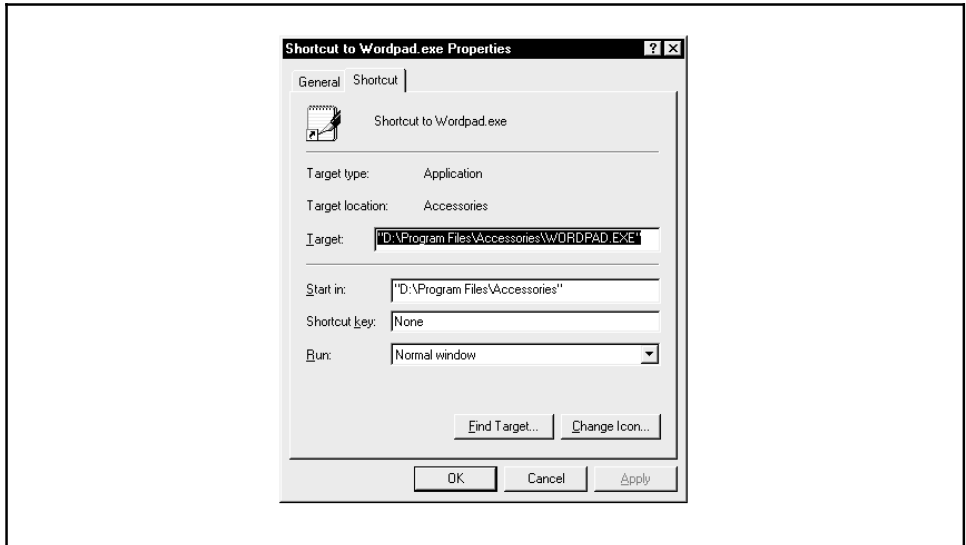 Shortcut to Wordpad.exe Properties
General Shortcut
Shortcut to Wordpad.exe
Target type: Application
Target location: Accessories
Target: "D:\Program Files\Accessories\WORDPAD.EXE"
Start in: "D:\Program Files\Accessories"
Shortcut key: None
Run: Normal window
Find Target... Change Icon...
OK Cancel Apply